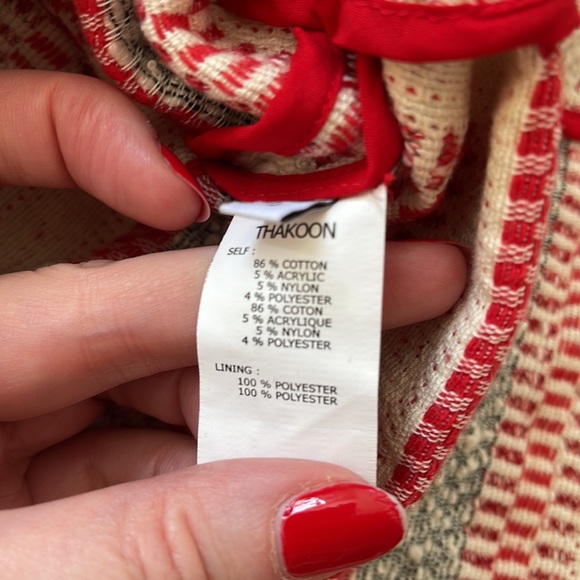 THAKOON
SELF :
86 % COTTON
5 % ACRYLIC
5 % NYLON
4 % POLYESTER
86 % COTON
5 % ACRYLIQUE
5 % NYLON
4 % POLYESTER
LINING :
100 % POLYESTER
100 % POLYESTER